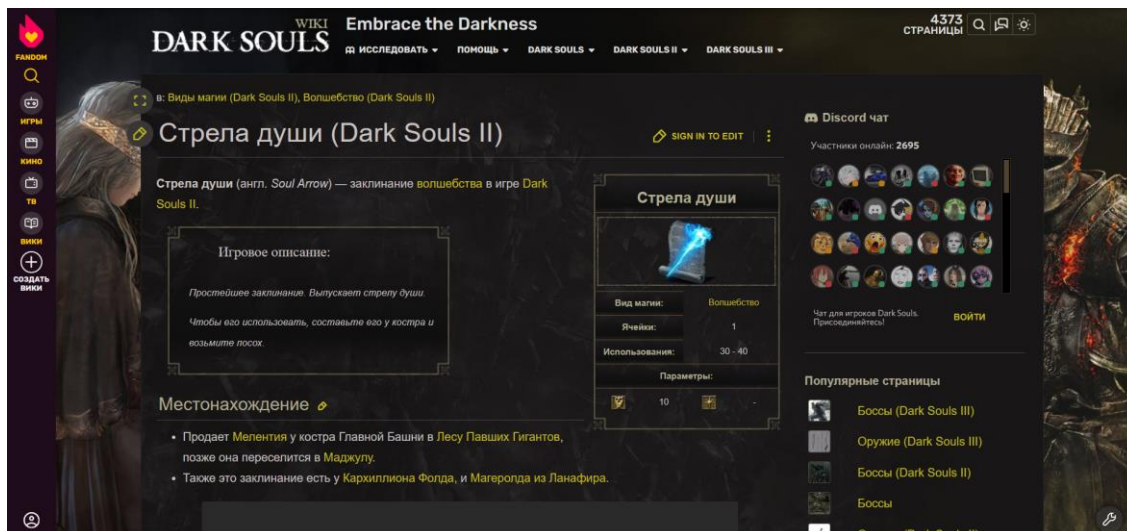 FANDOM
ИГРЫ
КИНО
ТВ
ВИКИ
СОЗДАТЬ
ВИКИ
WIKI
DARK SOULS
Embrace the Darkness
ИССЛЕДОВАТЬ
ПОМОЩЬ
DARK SOULS
DARK SOULS II
DARK SOULS III
4373
СТРАНИЦЫ
в: Виды магии (Dark Souls II), Волшебство (Dark Souls II)
Стрела души (Dark Souls II)
SIGN IN TO EDIT
Стрела души (англ. Soul Arrow) — заклинание волшебства в игре Dark
Souls II.
Игровое описание:
Простейшее заклинание. Выпускает стрелу души.
Чтобы его использовать, составьте его у костра и
возьмите посох.
Стрела души
Вид магии: Волшебство
Ячейки: 1
Использования: 30 - 40
Параметры:
10 -
Местонахождение
• Продает Мелентия у костра Главной Башни в Лесу Павших Гигантов,
позже она переселится в Маджулу.
• Также это заклинание есть у Кархиллиона Фолда, и Магеролда из Ланафира.
Discord чат
Участники онлайн: 2695
Чат для игроков Dark Souls.
Присоединяйтесь!
ВОЙТИ
Популярные страницы
Боссы (Dark Souls III)
Оружие (Dark Souls III)
Боссы (Dark Souls II)
Боссы